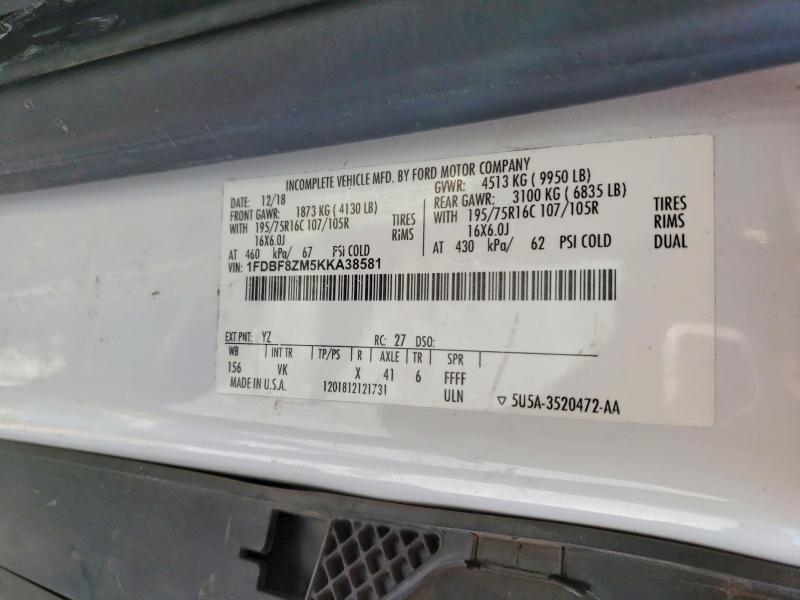 INCOMPLETE VEHICLE MFD. BY FORD MOTOR COMPANY
DATE: 12/18 GVWR: 4513 KG ( 9950 LB)
FRONT GAWR: 1873 KG ( 4130 LB) REAR GAWR: 3100 KG ( 6835 LB)
WITH 195/75R16C 107/105R TIRES WITH 195/75R16C 107/105R TIRES
16X6.0J RIMS 16X6.0J RIMS
AT 460 kPa/ 67 PSI COLD AT 430 kPa/ 62 PSI COLD DUAL
VIN: 1FDBF8ZM5KKA38581
EXT PNT: YZ RC: 27 DSO:
WB INT TR TP/PS R AXLE TR SPR
156 VK X 41 6 FFFF
MADE IN U.S.A. 1201812121731 ULN ▽ 5U5A-3520472-AA